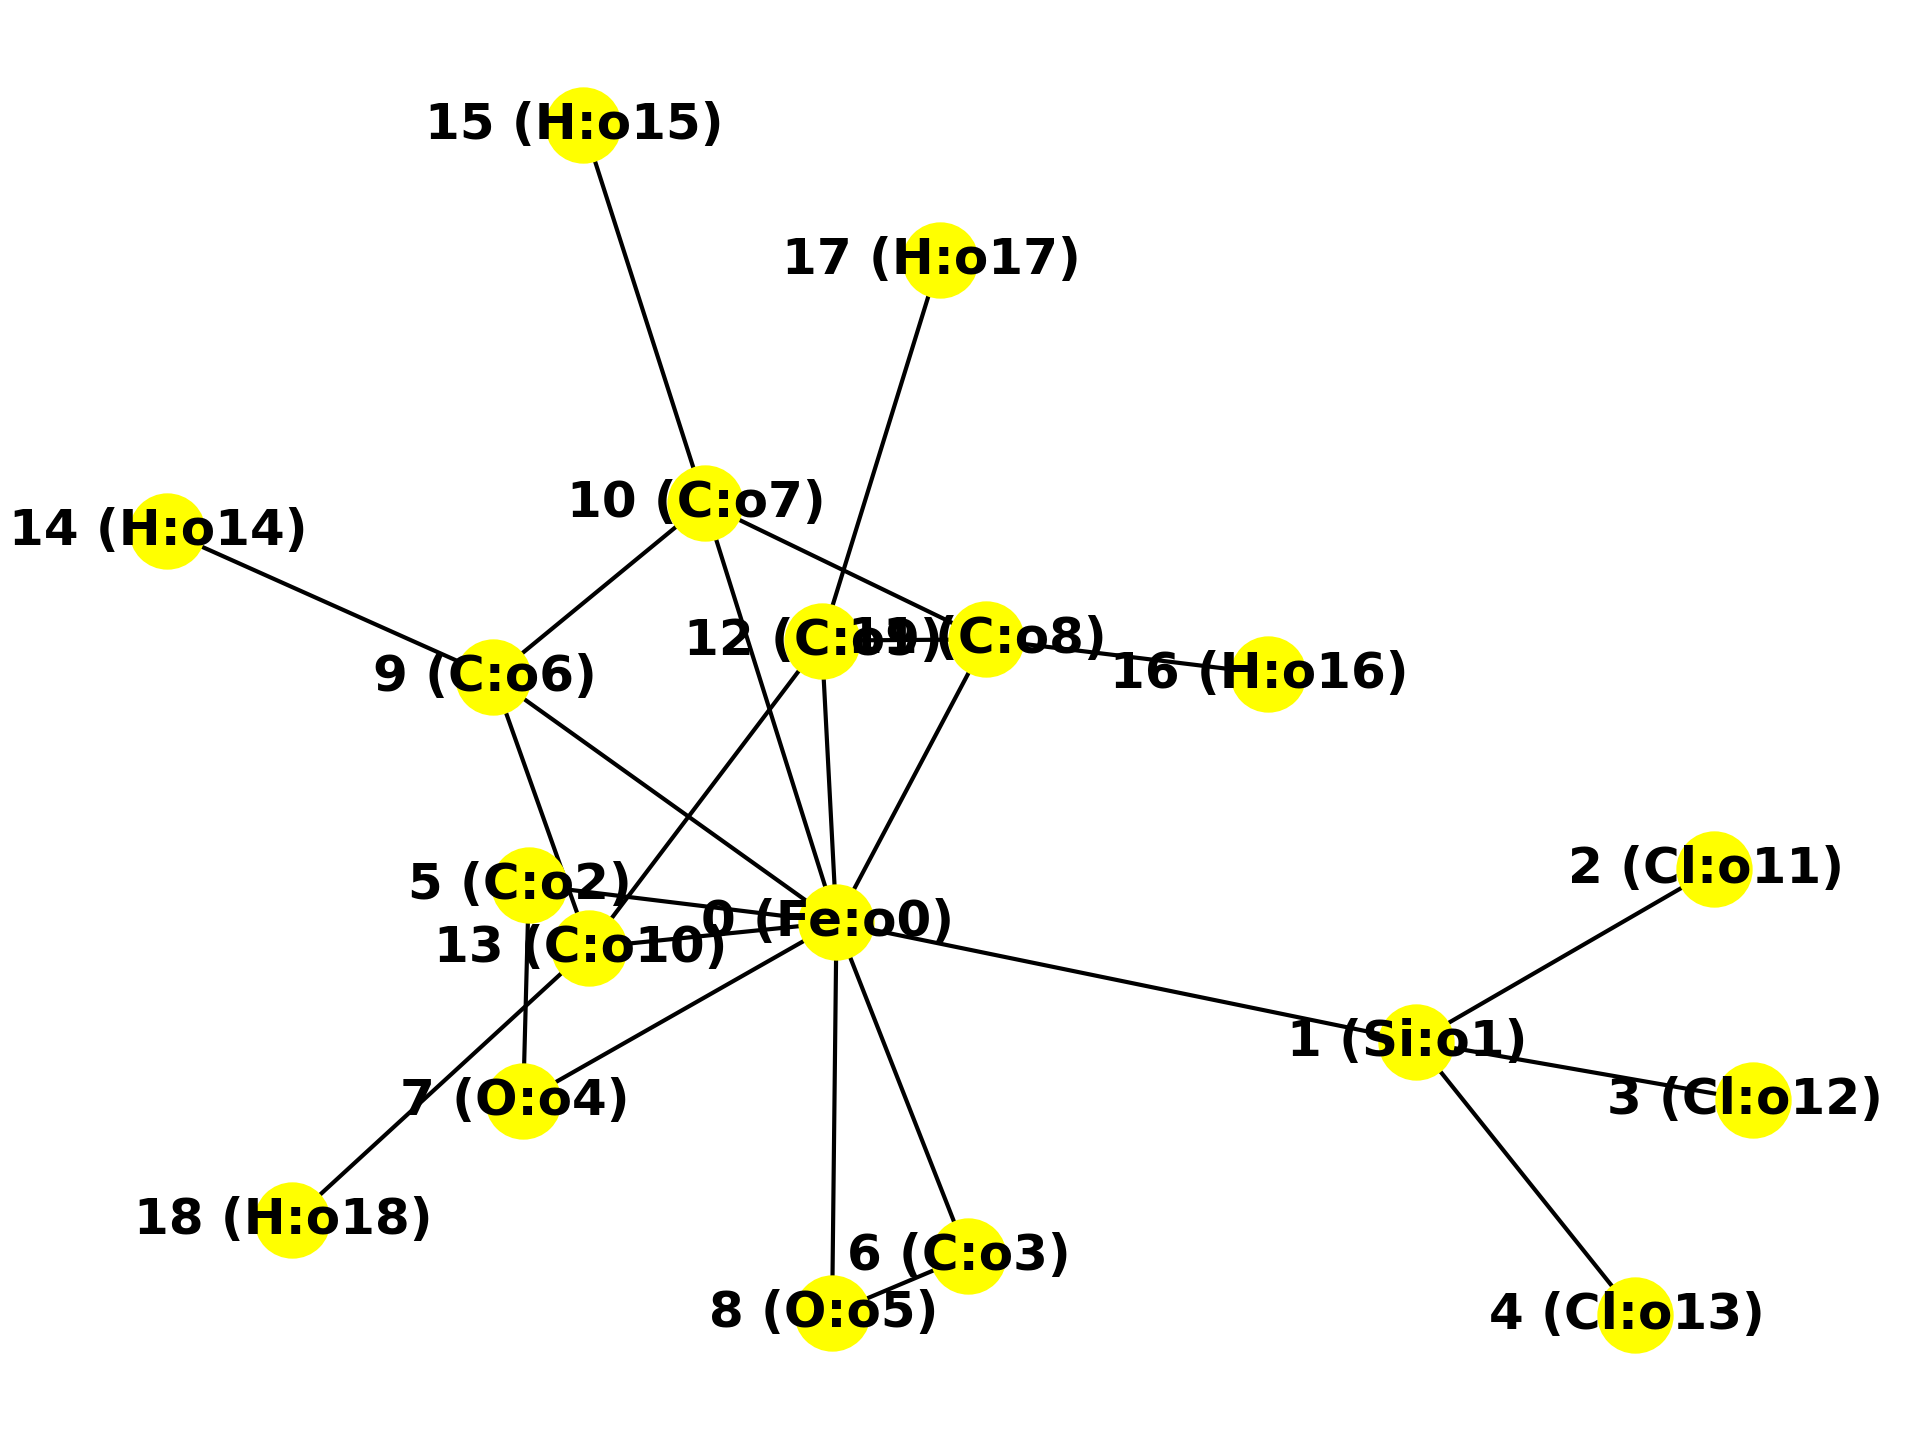 15 (H:o15)
17 (H:o17)
10 (C:o7)
14 (H:o14)
12 (C:o9)
11 (C:o8)
9 (C:o6)
16 (H:o16)
5 (C:o2)
2 (Cl:o11)
0 (Fe:o0)
13 (C:o10)
1 (Si:o1)
7 (O:o4)
3 (Cl:o12)
18 (H:o18)
6 (C:o3)
8 (O:o5)
4 (Cl:o13)